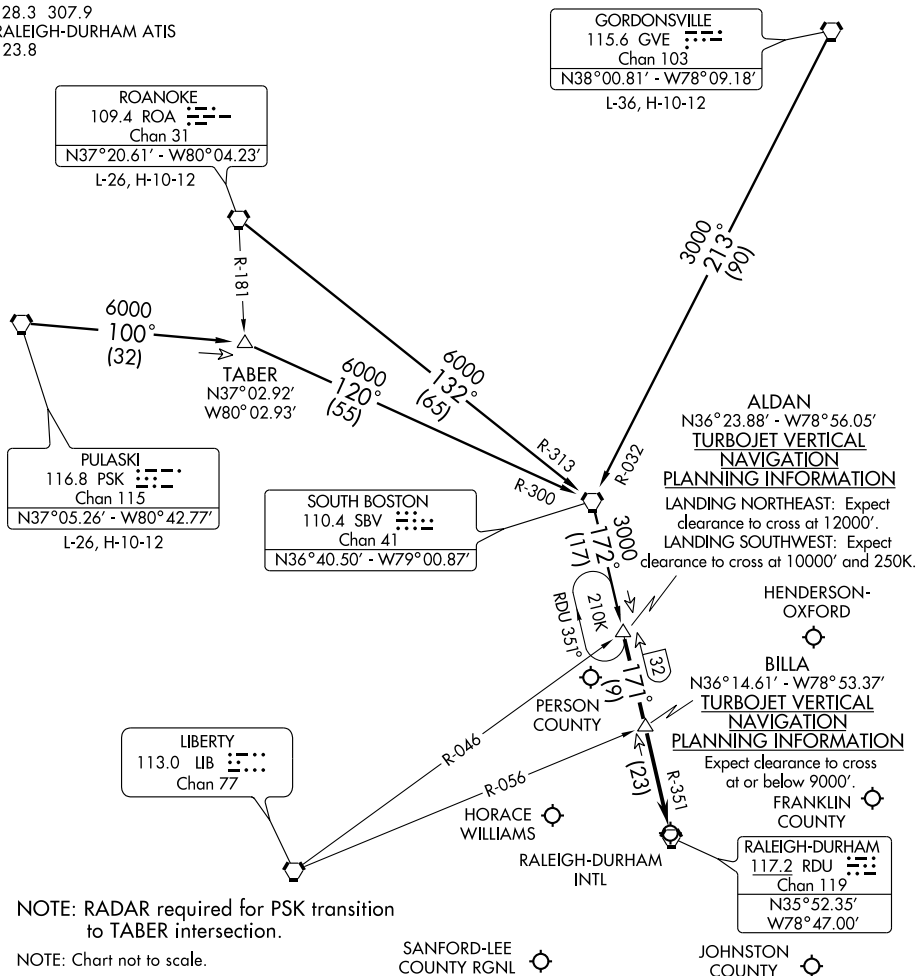 28.3 307.9
RALEIGH-DURHAM ATIS
23.8
GORDONSVILLE
115.6 GVE
Chan 103
N38°00.81' - W78°09.18'
L-36, H-10-12
ROANOKE
109.4 ROA
Chan 31
N37°20.61' - W80°04.23'
L-26, H-10-12
R-181
3000
213°
(90)
6000
100°
(32)
TABER
N37°02.92'
W80°02.93'
6000
120°
(55)
6000
132°
(65)
R-313
R-300
R-032
PULASKI
116.8 PSK
Chan 115
N37°05.26' - W80°42.77'
L-26, H-10-12
SOUTH BOSTON
110.4 SBV
Chan 41
N36°40.50' - W79°00.87'
3000
172°
(17)
ALDAN
N36°23.88' - W78°56.05'
TURBOJET VERTICAL
NAVIGATION
PLANNING INFORMATION
LANDING NORTHEAST: Expect
clearance to cross at 12000'.
LANDING SOUTHWEST: Expect
clearance to cross at 10000' and 250K.
210K
RDU 351°
32
171°
(9)
HENDERSON-
OXFORD
PERSON
COUNTY
BILLA
N36°14.61' - W78°53.37'
TURBOJET VERTICAL
NAVIGATION
PLANNING INFORMATION
Expect clearance to cross
at or below 9000'.
LIBERTY
113.0 LIB
Chan 77
R-046
R-056
(23)
R-351
HORACE
WILLIAMS
FRANKLIN
COUNTY
RALEIGH-DURHAM
INTL
RALEIGH-DURHAM
117.2 RDU
Chan 119
N35°52.35'
W78°47.00'
NOTE: RADAR required for PSK transition
to TABER intersection.
NOTE: Chart not to scale.
SANFORD-LEE
COUNTY RGNL
JOHNSTON
COUNTY